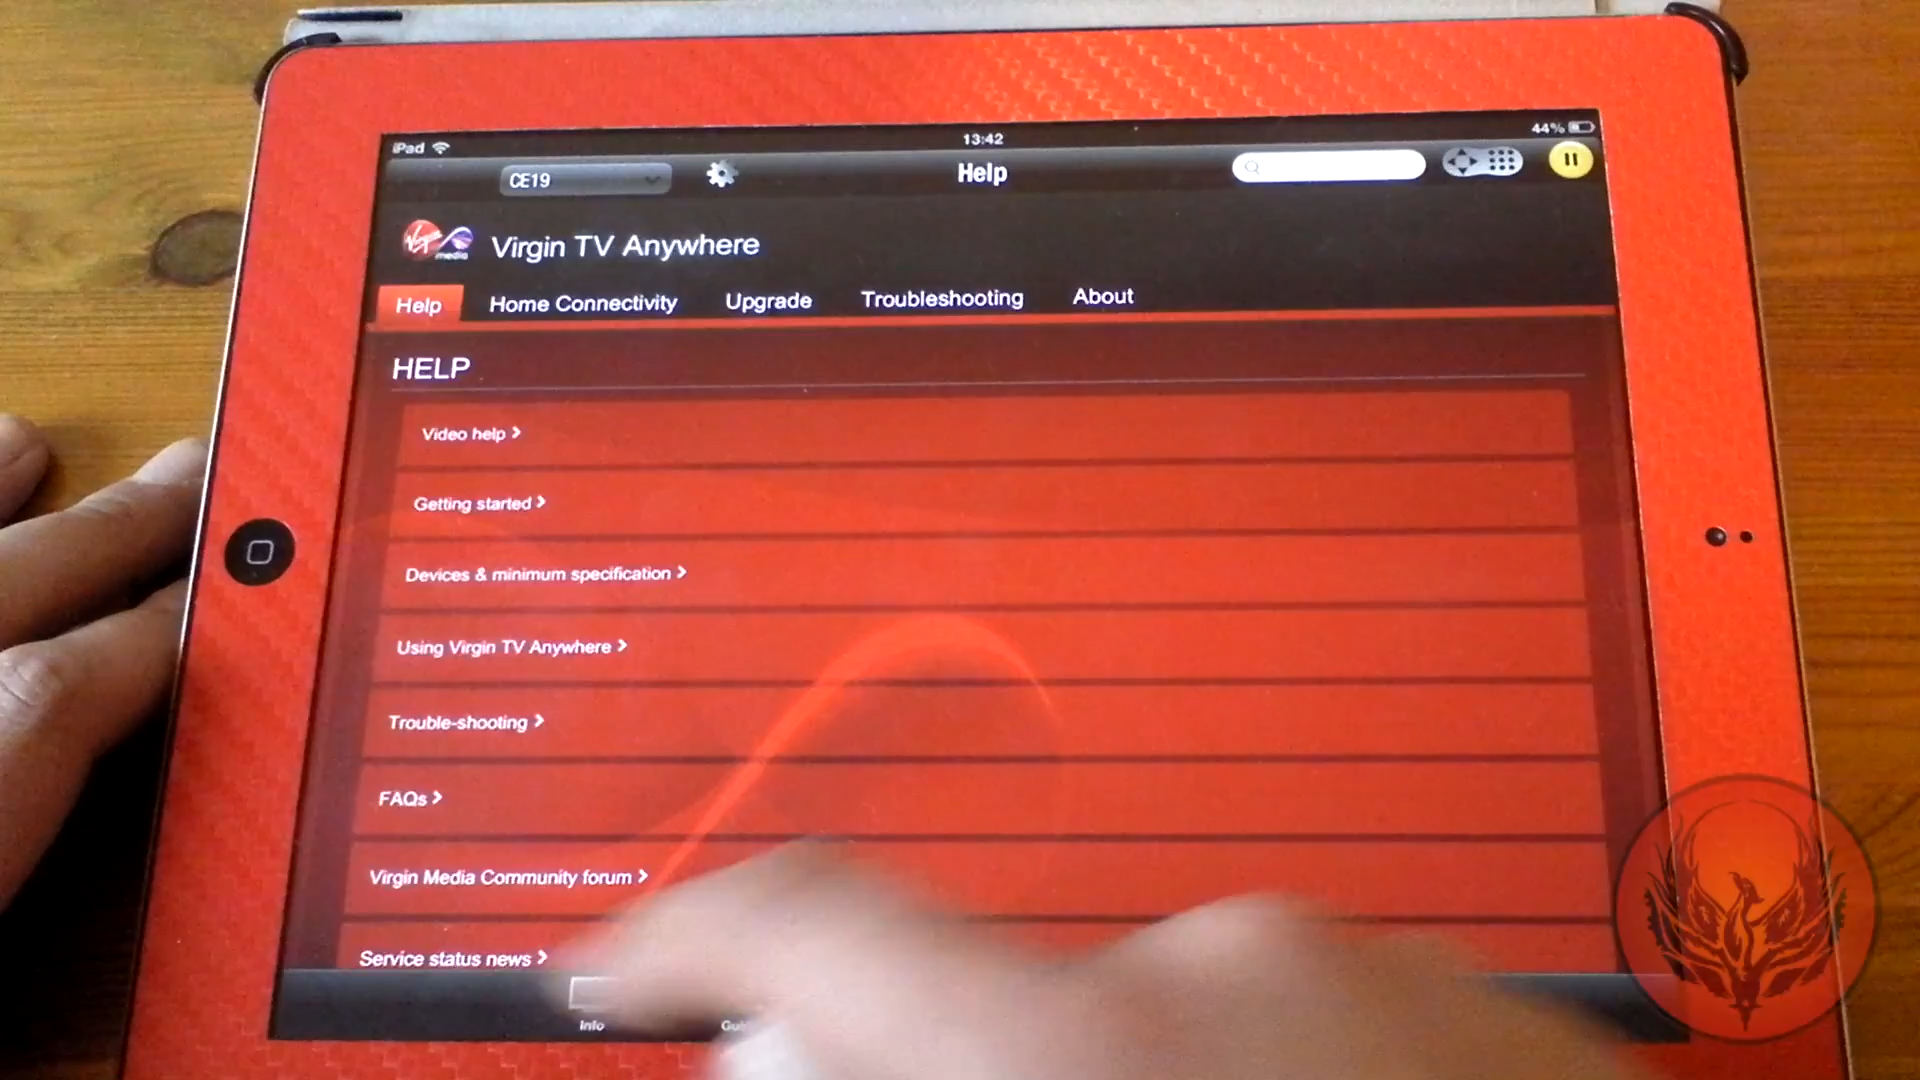 iPad 13:42 44%
CE19 Help
Virgin media Virgin TV Anywhere
Help Home Connectivity Upgrade Troubleshooting About
HELP
Video help >
Getting started >
Devices & minimum specification >
Using Virgin TV Anywhere >
Trouble-shooting >
FAQs >
Virgin Media Community forum >
Service status news >
Info